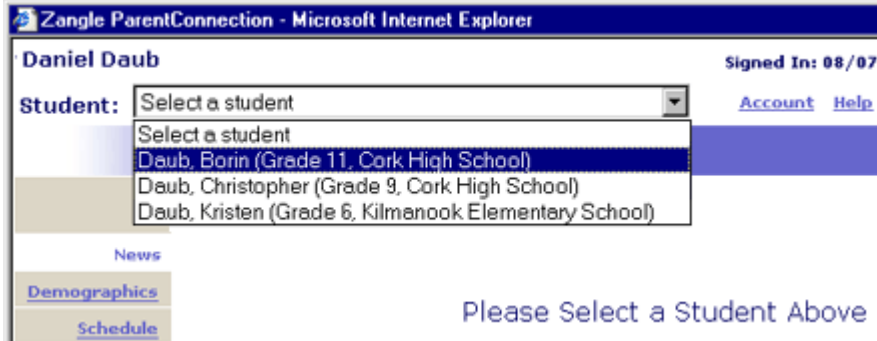 Zangle ParentConnection - Microsoft Internet Explorer
Daniel Daub Signed In: 08/07
Student: Select a student Account Help
Select a student
Daub, Borin (Grade 11, Cork High School)
Daub, Christopher (Grade 9, Cork High School)
Daub, Kristen (Grade 6, Kilmanook Elementary School)
News
Demographics
Please Select a Student Above
Schedule